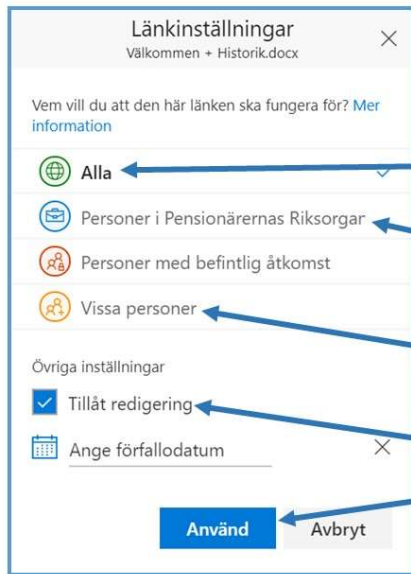 Länkinställningar
Välkommen + Historik.docx
Vem vill du att den här länken ska fungera för? Mer
information
Alla
Personer i Pensionärernas Riksorgar
Personer med befintlig åtkomst
Vissa personer
Övriga inställningar
Tillåt redigering
Ange förfallodatum
Använd Avbryt